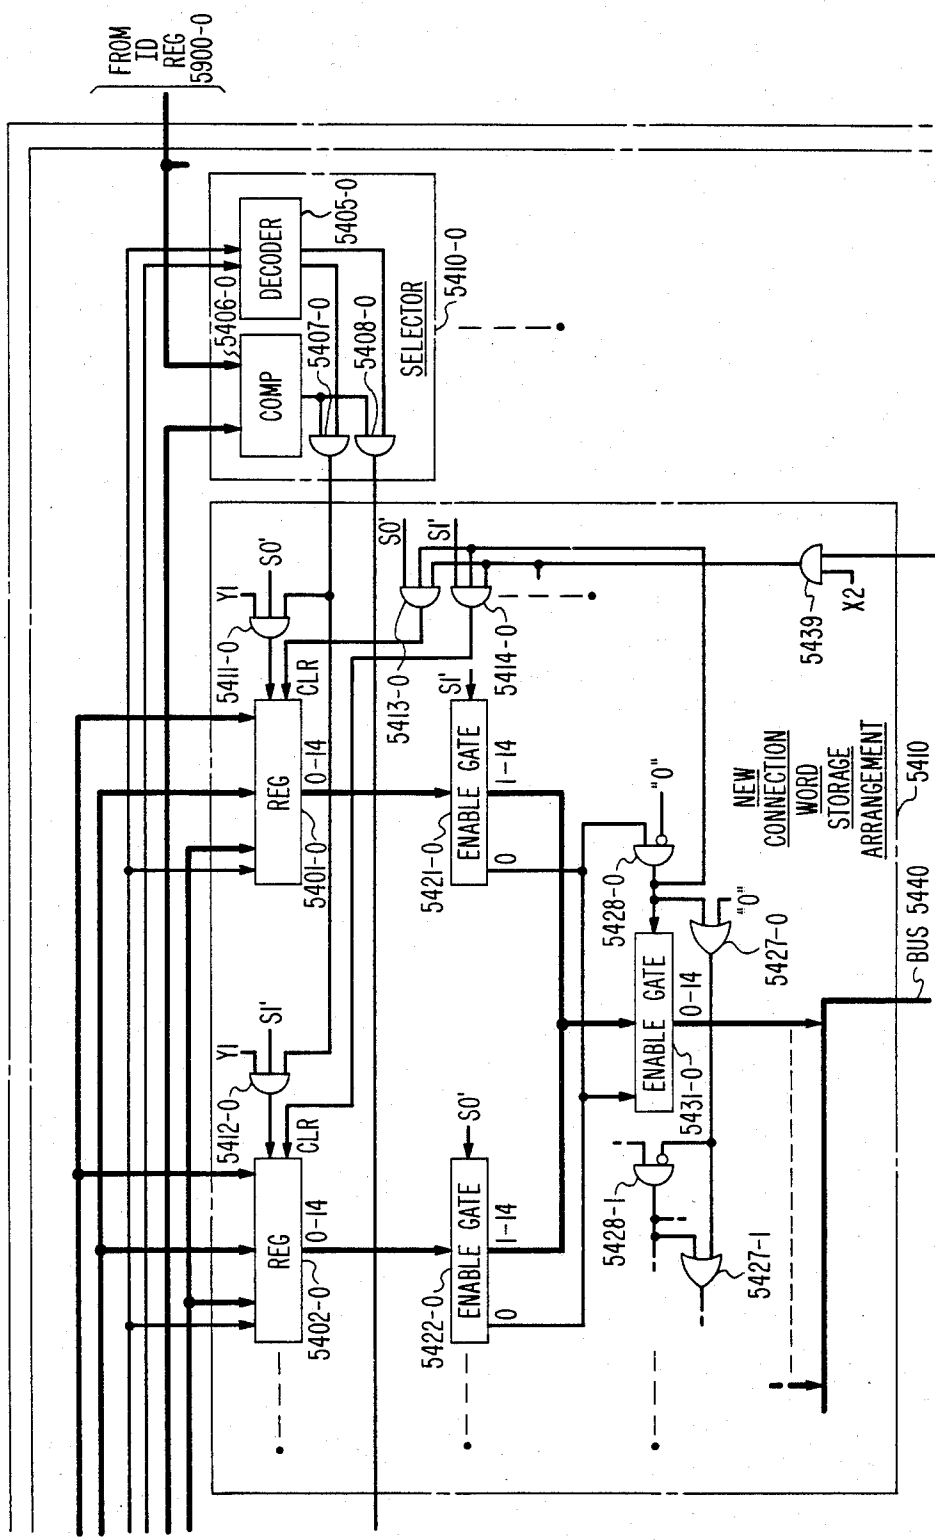 FROM
ID
REG
5900-0
DECODER
5405-0
5406-0
COMP
5407-0
5408-0
SELECTOR
5410-0
Y1
S0'
5411-0
CLR
REG
0-14
5401-0
S0'
S1'
5413-0
5414-0
5439
X2
S1'
ENABLE GATE
1-14
0
5421-0
Y1
S1'
5412-0
CLR
REG
0-14
5402-0
S0'
ENABLE GATE
1-14
0
5422-0
"0"
5428-0
"0"
5427-0
ENABLE GATE
0-14
5431-0
5428-1
5427-1
NEW
CONNECTION
WORD
STORAGE
ARRANGEMENT
5410
BUS 5440